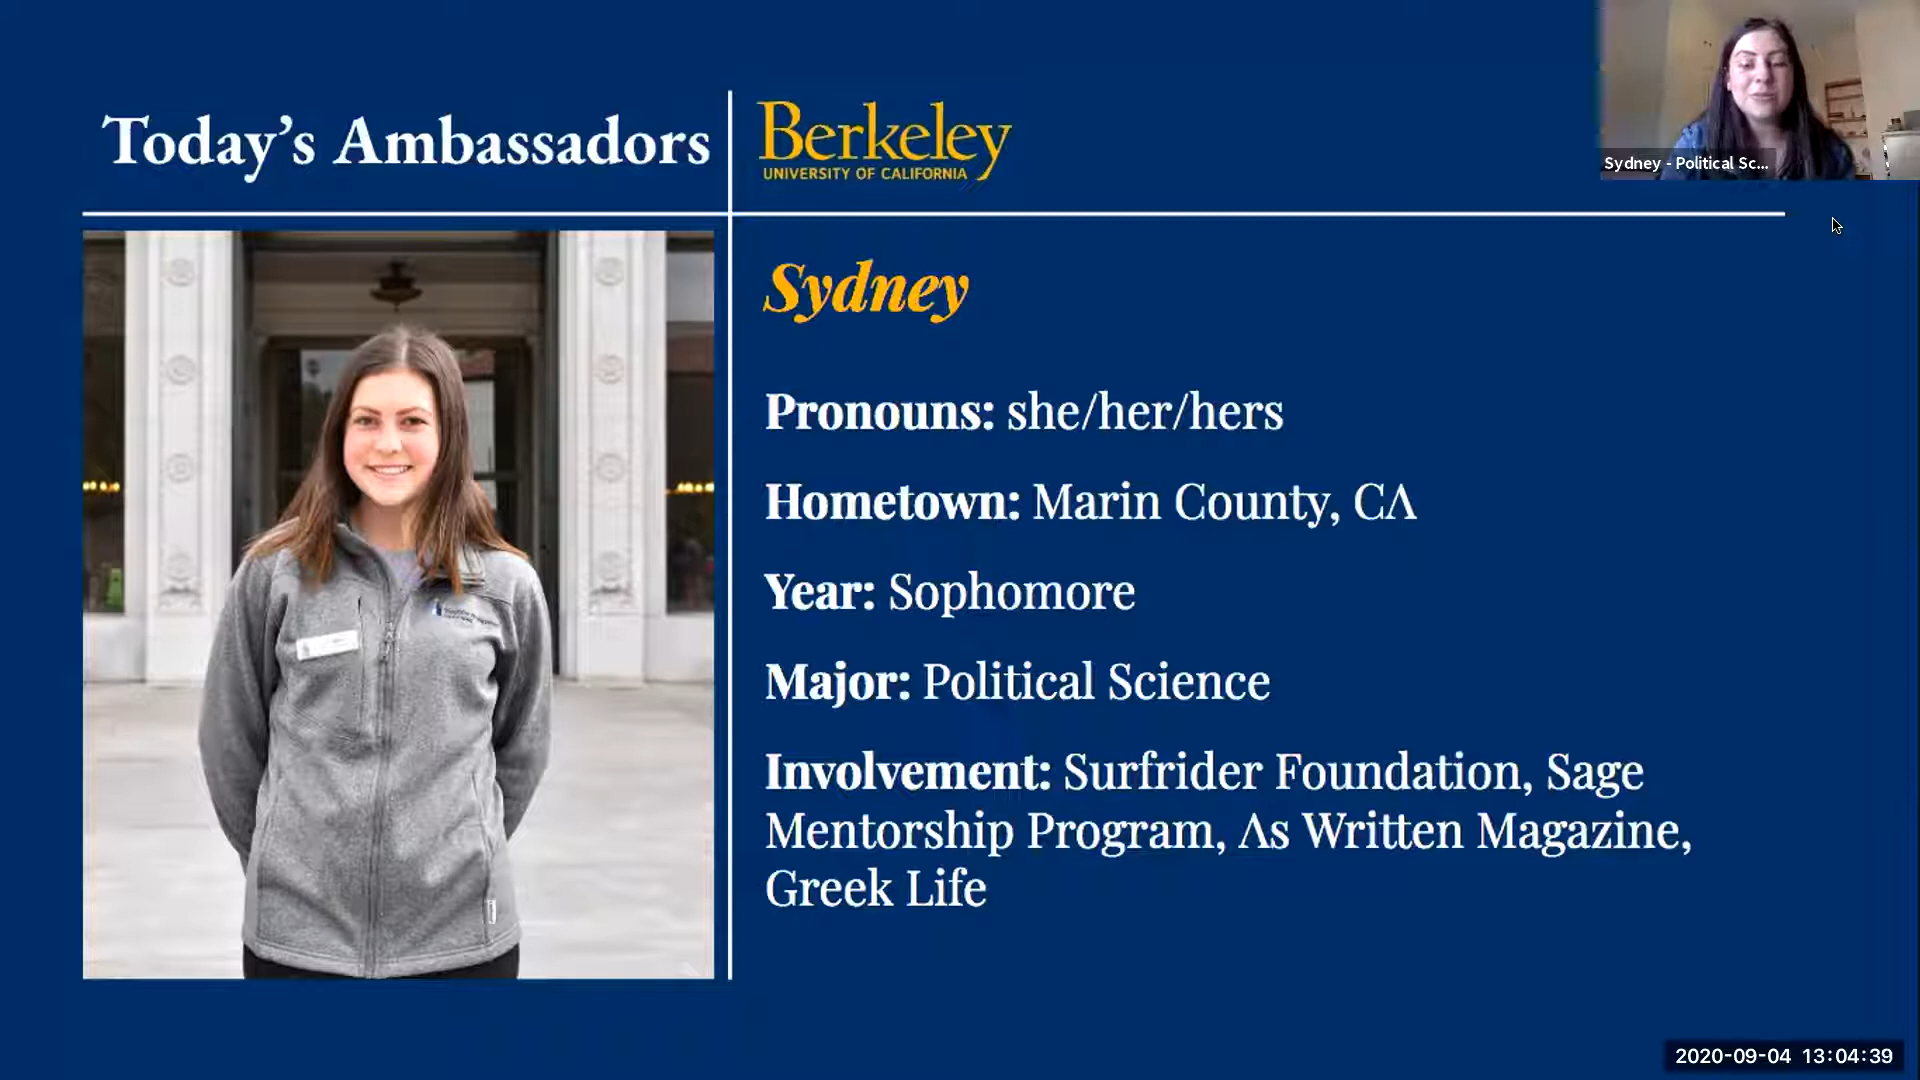 Today's Ambassadors
Berkeley
UNIVERSITY OF CALIFORNIA
Sydney - Political Sc...
Sydney
Pronouns: she/her/hers
Hometown: Marin County, CA
Year: Sophomore
Major: Political Science
Involvement: Surfrider Foundation, Sage
Mentorship Program, As Written Magazine,
Greek Life
2020-09-04 13:04:39